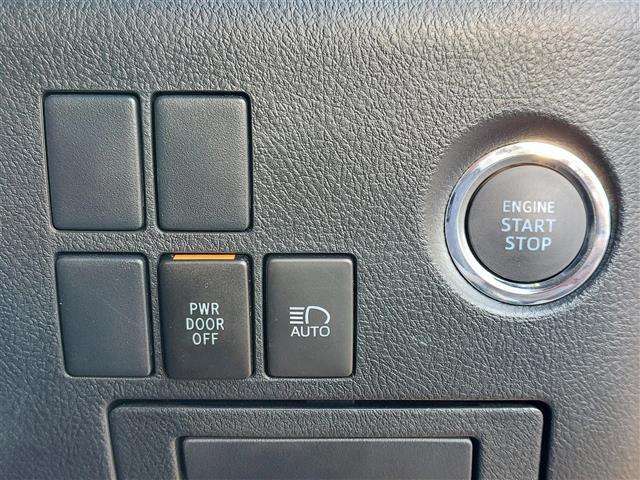 ENGINE
START
STOP
PWR
DOOR
OFF
AUTO